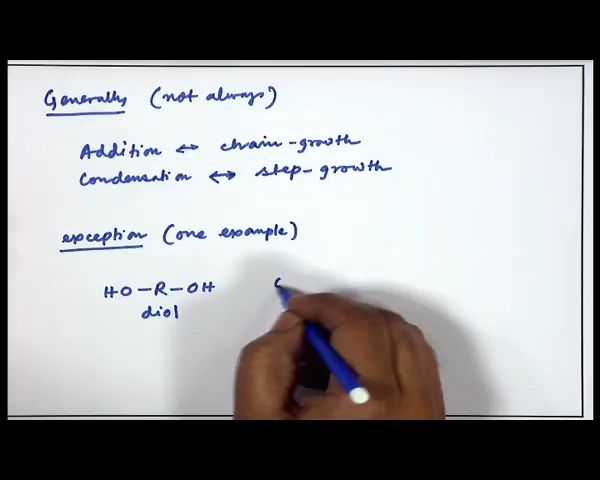 Generally (not always)
Addition ↔ chain-growth
Condensation ↔ step-growth
exception (one example)
HO-R-OH
diol